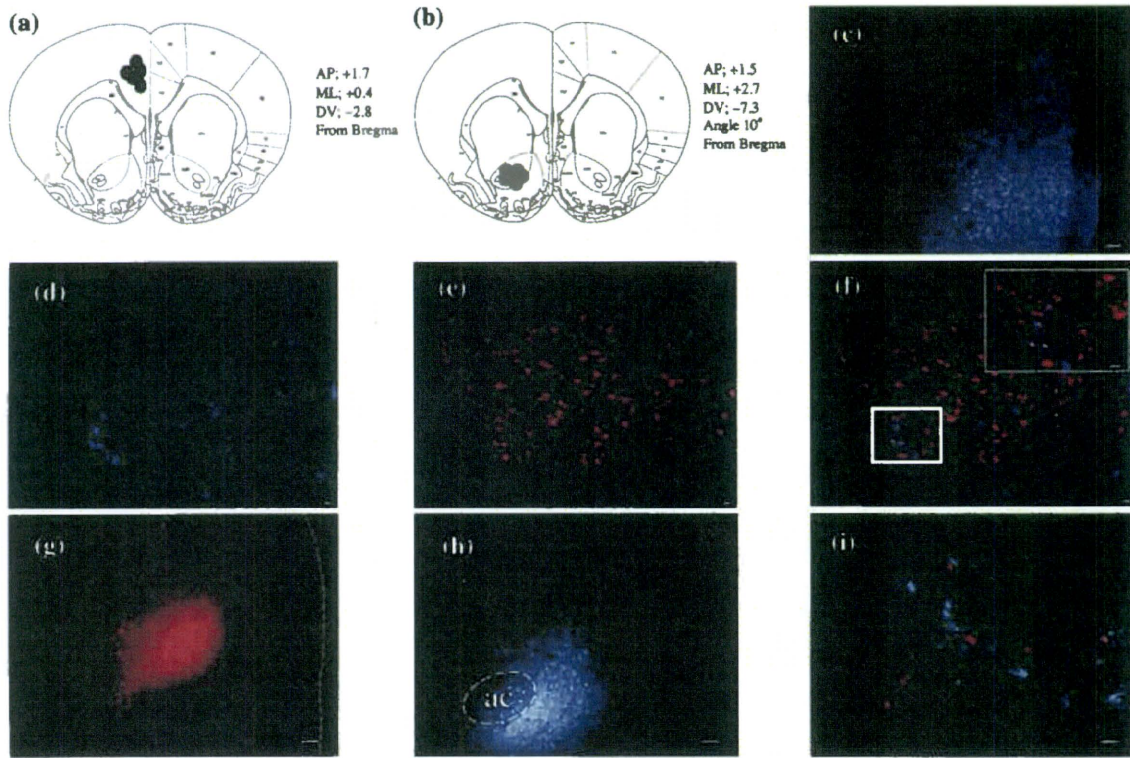 (a)
AP; +1.7
ML; +0.4
DV; −2.8
From Bregma
(b)
AP; +1.5
ML; +2.7
DV; −7.3
Angle 10°
From Bregma
(c)
(d)
(e)
(f)
(g)
(h)
ac
(i)